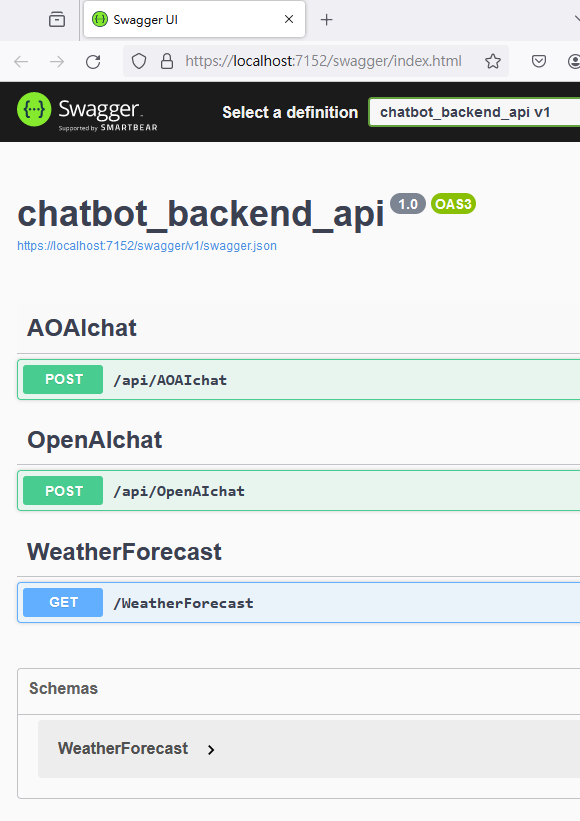 Swagger UI
https://localhost:7152/swagger/index.html
Swagger
Supported by SMARTBEAR
Select a definition
chatbot_backend_api v1
chatbot_backend_api 1.0 OAS3
https://localhost:7152/swagger/v1/swagger.json
AOAIchat
POST /api/AOAIchat
OpenAIchat
POST /api/OpenAIchat
WeatherForecast
GET /WeatherForecast
Schemas
WeatherForecast